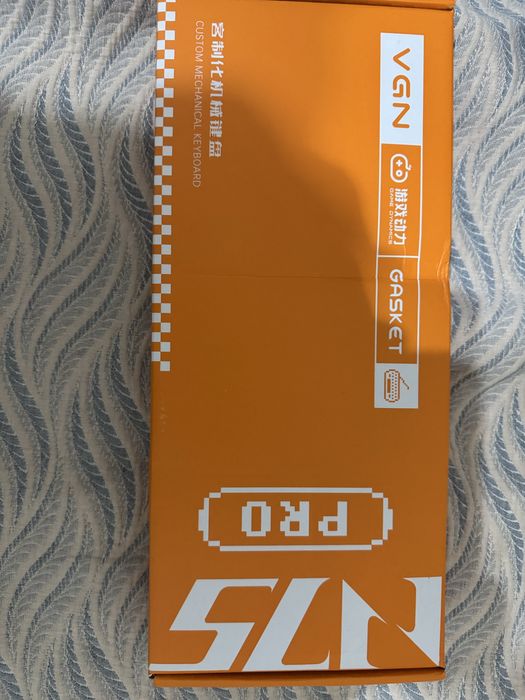 VGN
游戏动力
GAME DYNAMICS
GASKET
客制化机械键盘
CUSTOM MECHANICAL KEYBOARD
PRO
N75